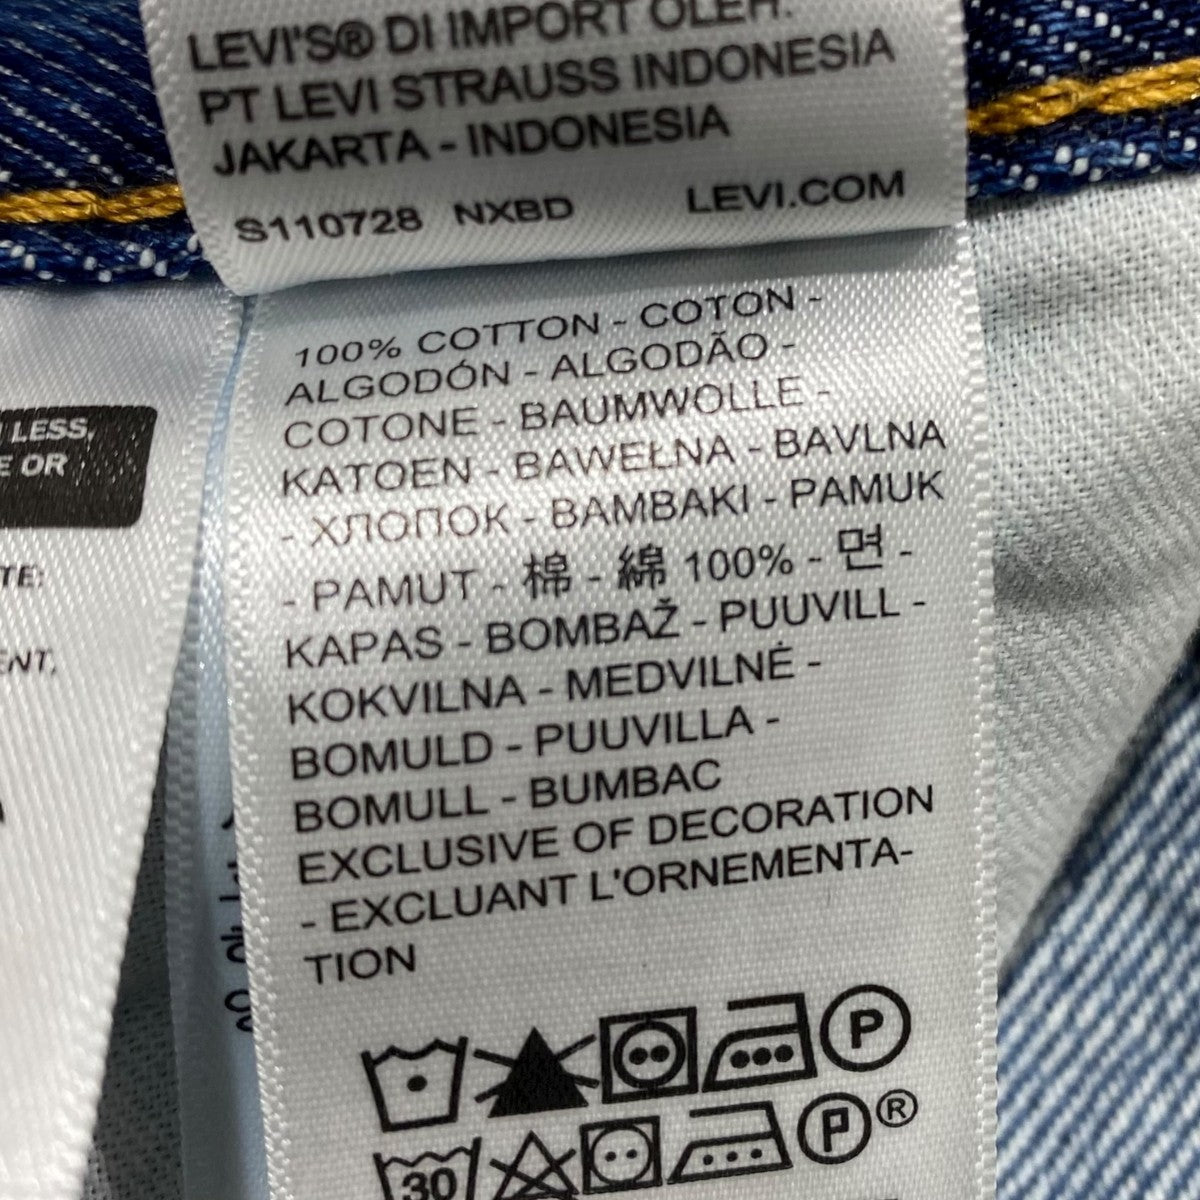 LEVI'S® DI IMPORT OLEH:
PT LEVI STRAUSS INDONESIA
JAKARTA - INDONESIA
S110728 NXBD LEVI.COM
100% COTTON - COTON -
ALGODÓN - ALGODÃO -
COTONE - BAUMWOLLE -
KATOEN - BAWEŁNA - BAVLNA
- ХЛОПОК - BAMBAKI - PAMUK
- PAMUT - 棉 - 綿 100% - 면 -
KAPAS - BOMBAŽ - PUUVILL -
KOKVILNA - MEDVILNĖ -
BOMULD - PUUVILLA -
BOMULL - BUMBAC
EXCLUSIVE OF DECORATION
- EXCLUANT L'ORNEMENTA-
TION
P
30 P ®
LESS,
OR